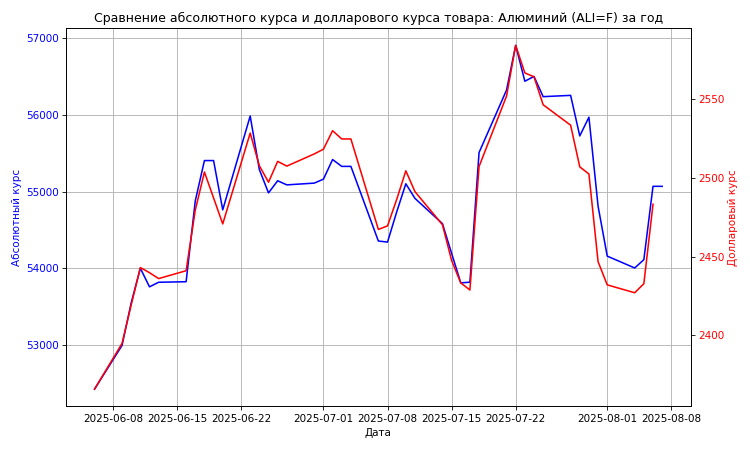 Сравнение абсолютного курса и долларового курса товара: Алюминий (ALI=F) за год
57000
56000
55000
54000
53000
Абсолютный курс
2550
2500
2450
2400
Долларовый курс
2025-06-08 2025-06-15 2025-06-22 2025-07-01 2025-07-08 2025-07-15 2025-07-22 2025-08-01 2025-08-08
Дата